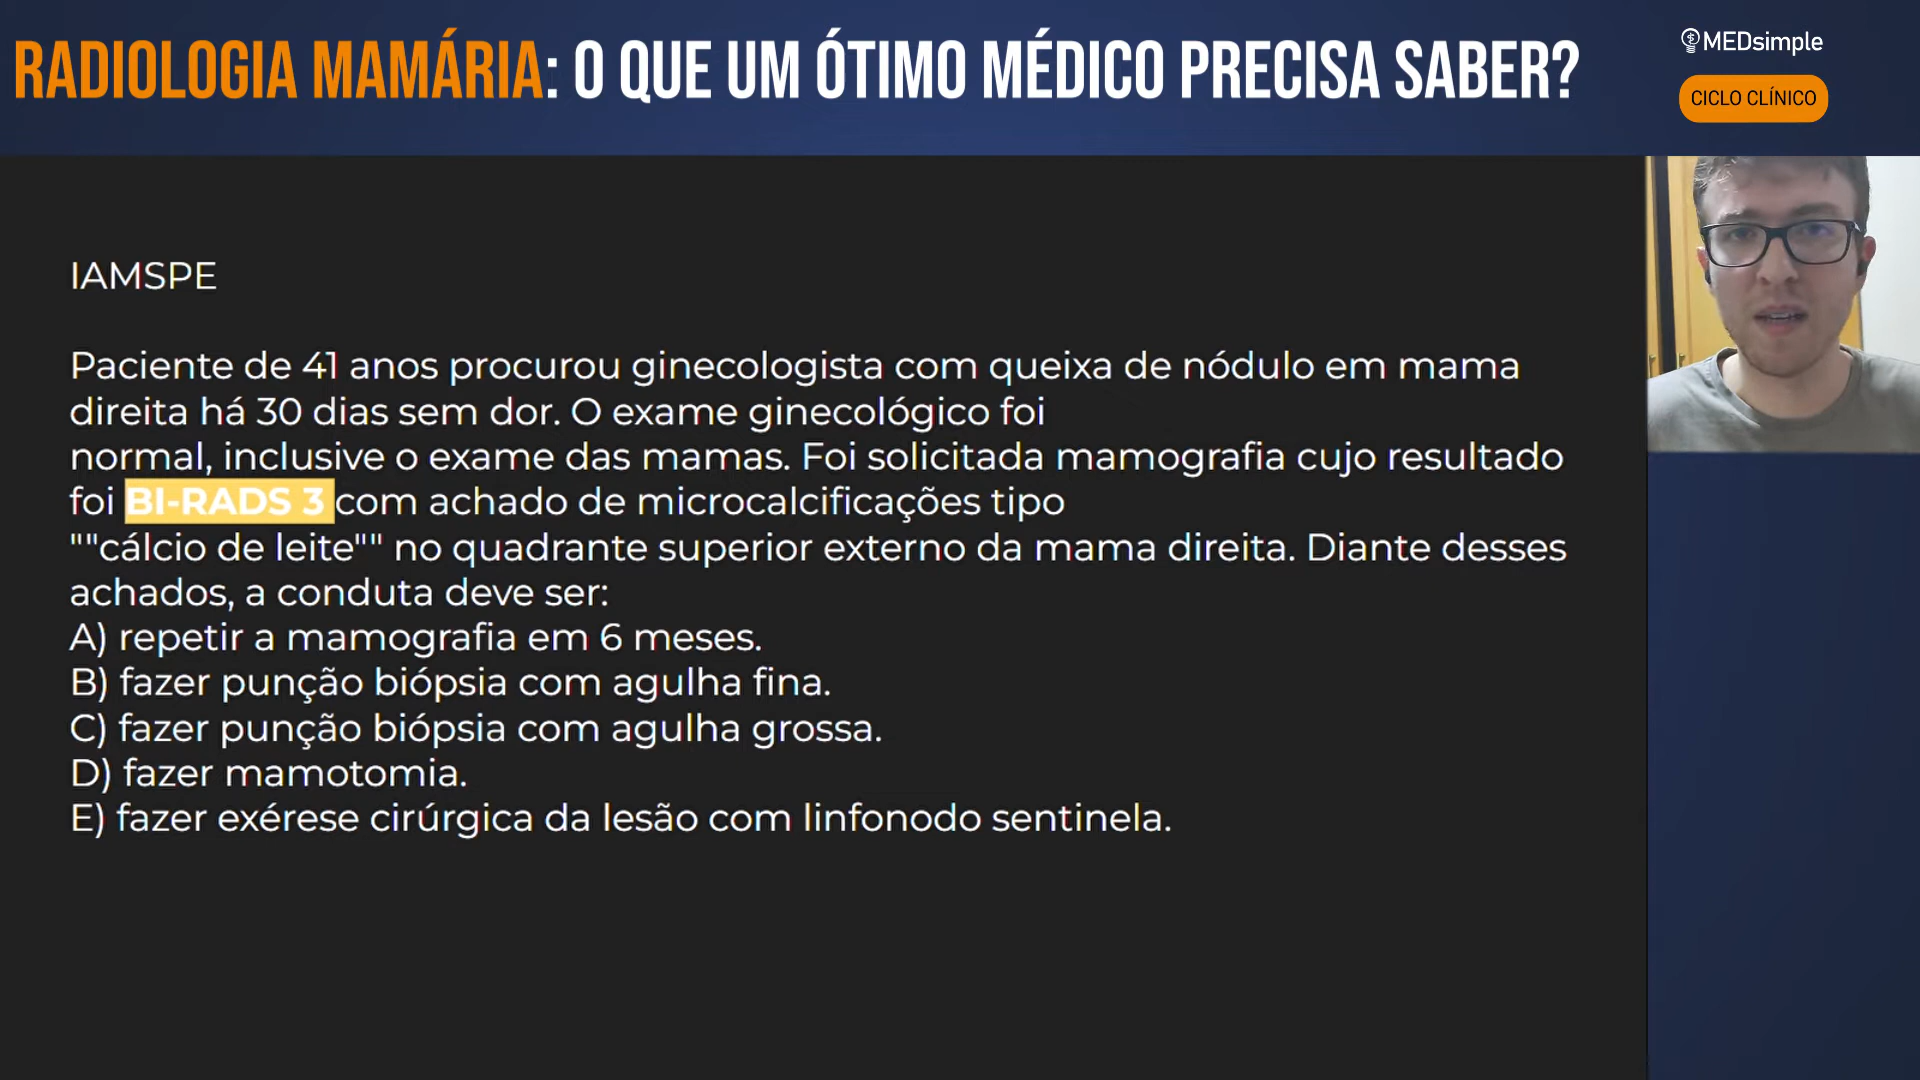 RADIOLOGIA MAMÁRIA: O QUE UM ÓTIMO MÉDICO PRECISA SABER?
MEDsimple
CICLO CLÍNICO
IAMSPE
Paciente de 41 anos procurou ginecologista com queixa de nódulo em mama
direita há 30 dias sem dor. O exame ginecológico foi
normal, inclusive o exame das mamas. Foi solicitada mamografia cujo resultado
foi BI-RADS 3 com achado de microcalcificações tipo
""cálcio de leite"" no quadrante superior externo da mama direita. Diante desses
achados, a conduta deve ser:
A) repetir a mamografia em 6 meses.
B) fazer punção biópsia com agulha fina.
C) fazer punção biópsia com agulha grossa.
D) fazer mamotomia.
E) fazer exérese cirúrgica da lesão com linfonodo sentinela.